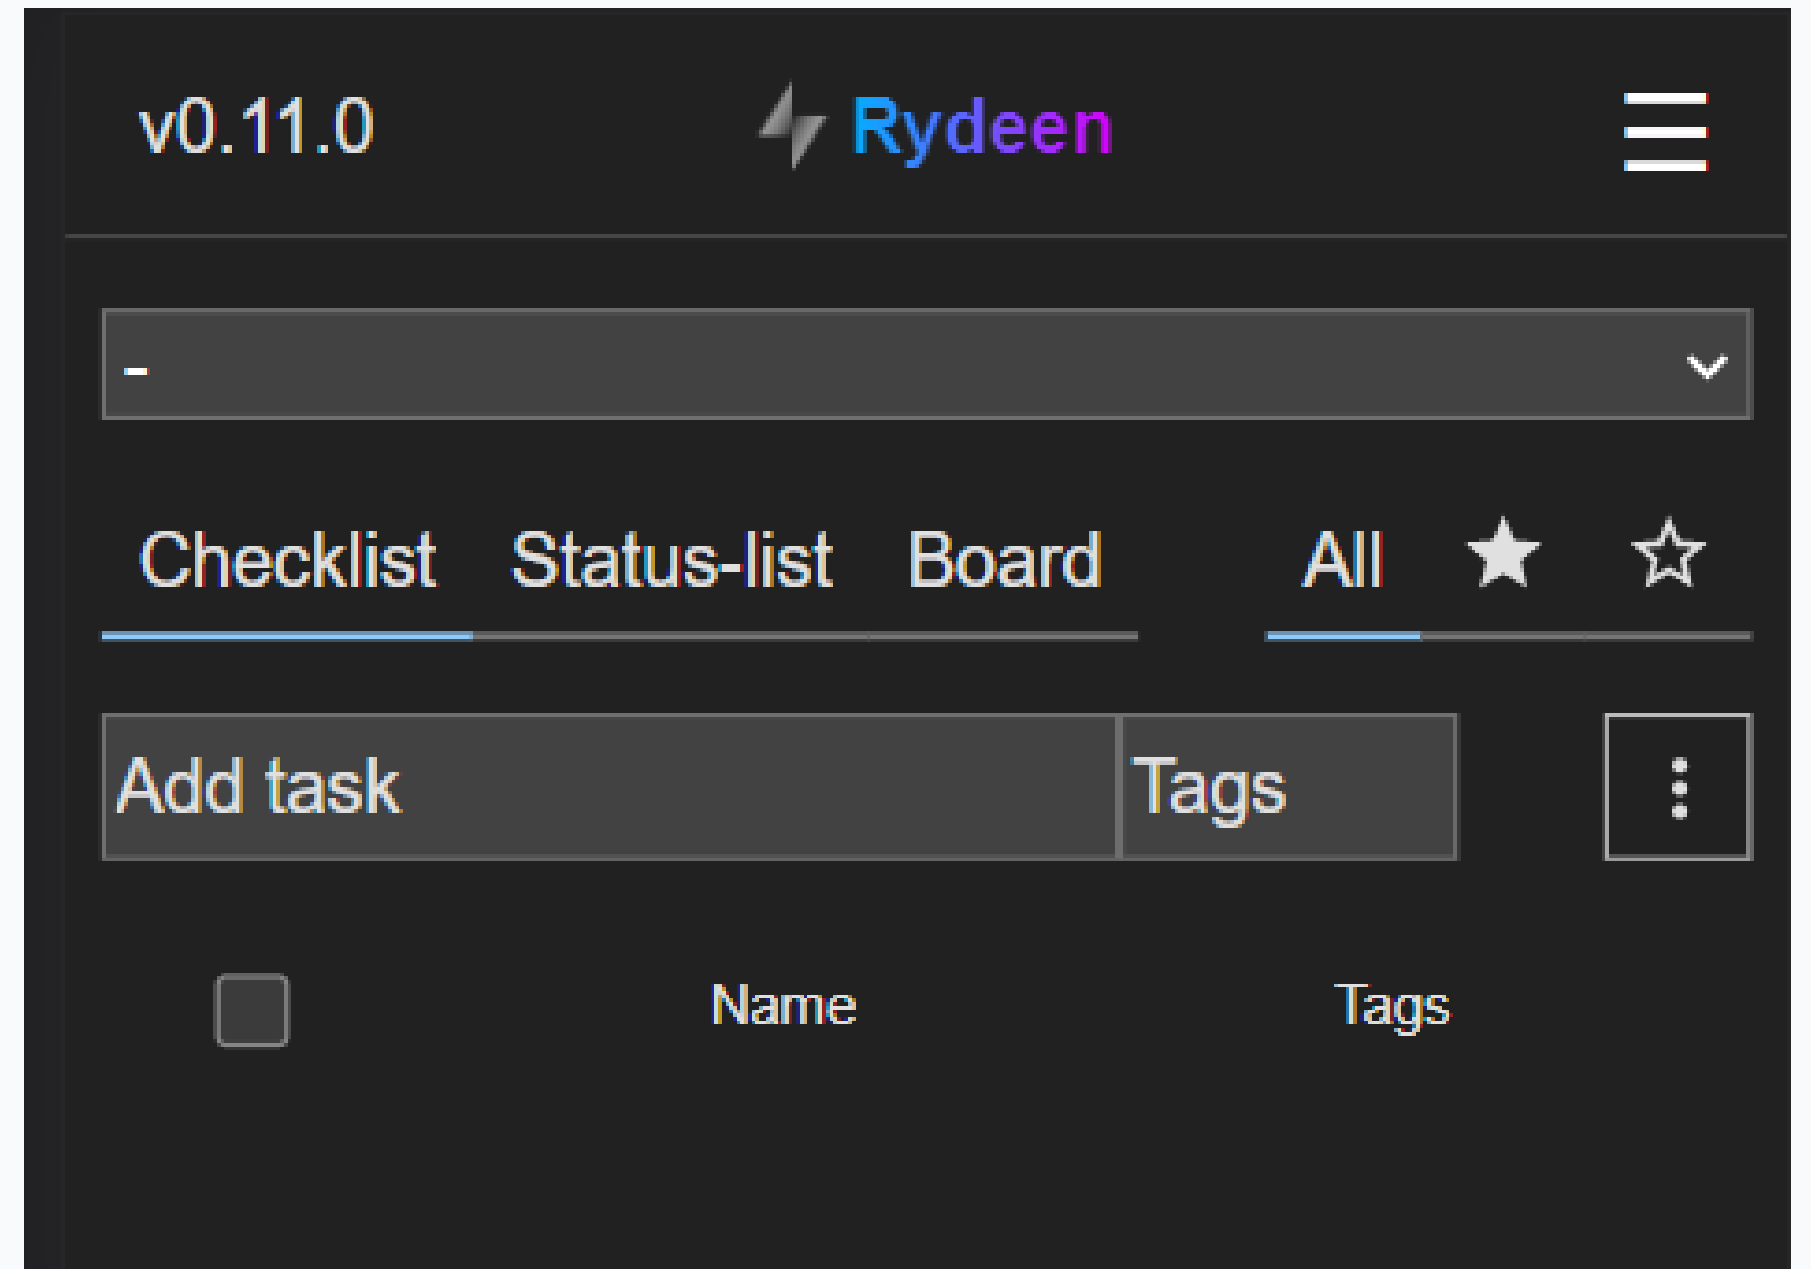 v0.11.0 Rydeen
-
Checklist Status-list Board All
Add task Tags
Name Tags